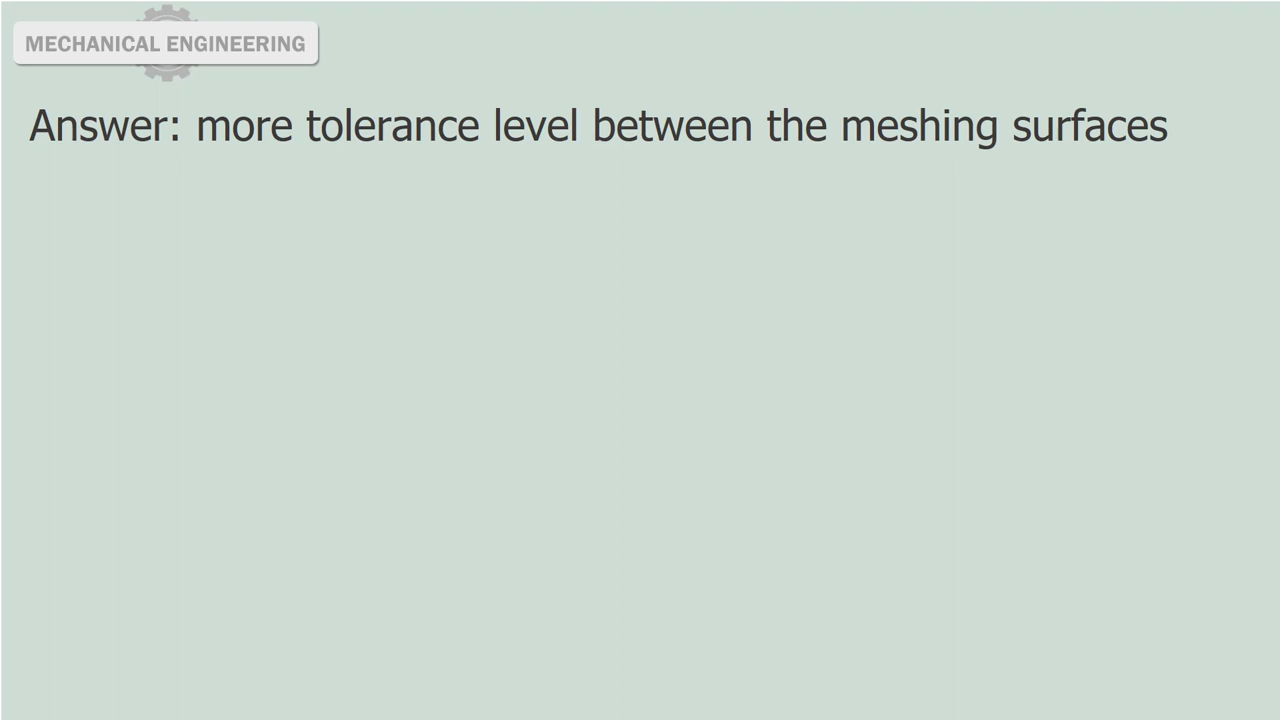 MECHANICAL ENGINEERING
Answer: more tolerance level between the meshing surfaces